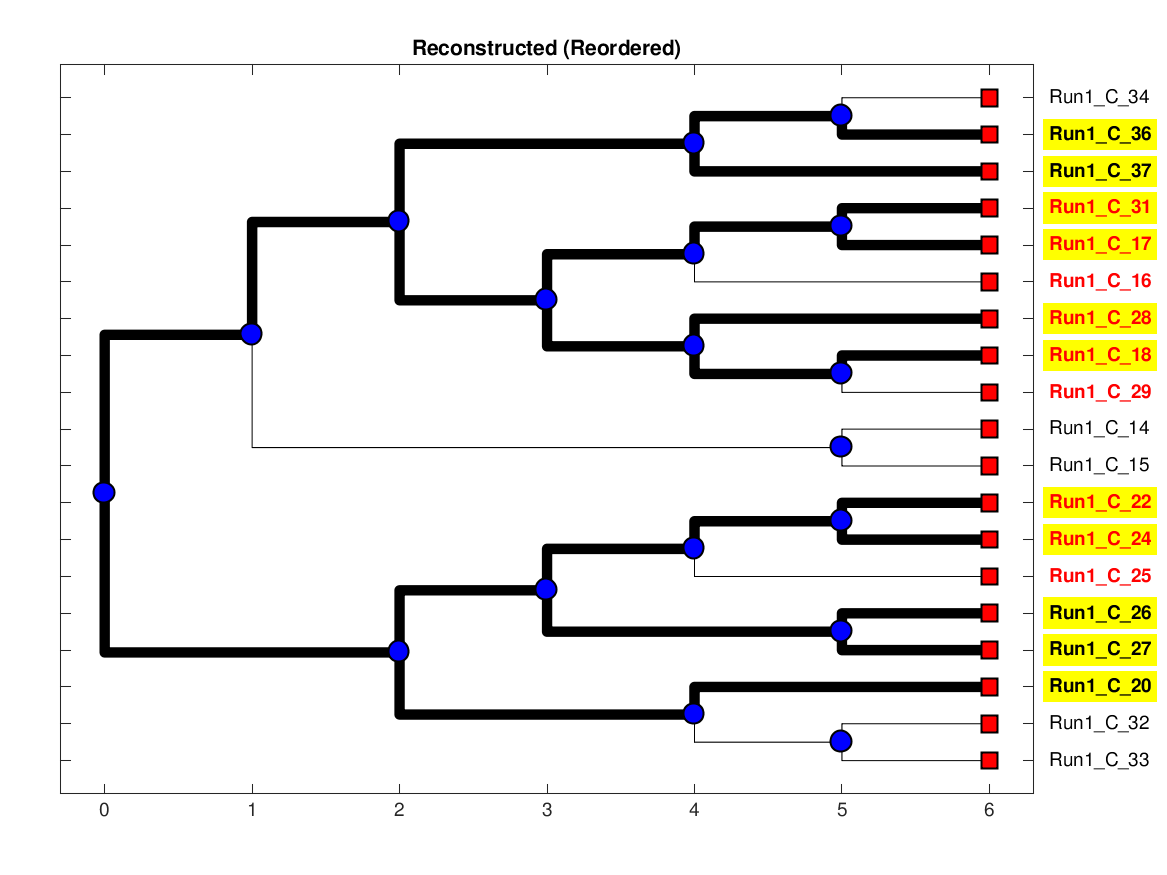 Reconstructed (Reordered)
Run1_C_34
Run1_C_36
Run1_C_37
Run1_C_31
Run1_C_17
Run1_C_16
Run1_C_28
Run1_C_18
Run1_C_29
Run1_C_14
Run1_C_15
Run1_C_22
Run1_C_24
Run1_C_25
Run1_C_26
Run1_C_27
Run1_C_20
Run1_C_32
Run1_C_33
0 1 2 3 4 5 6